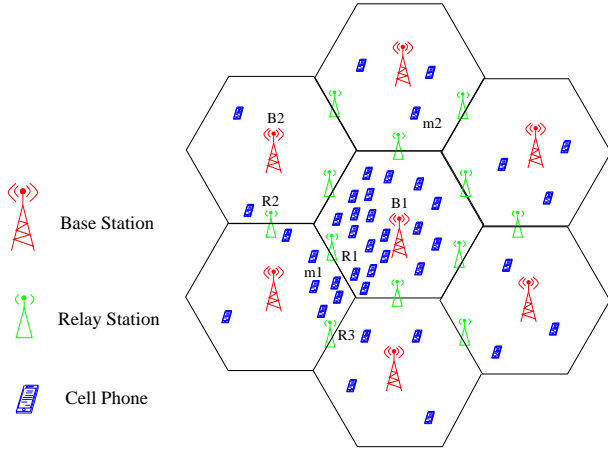 B2
m2
R2
B1
Base Station
R1
m1
Relay Station
R3
Cell Phone